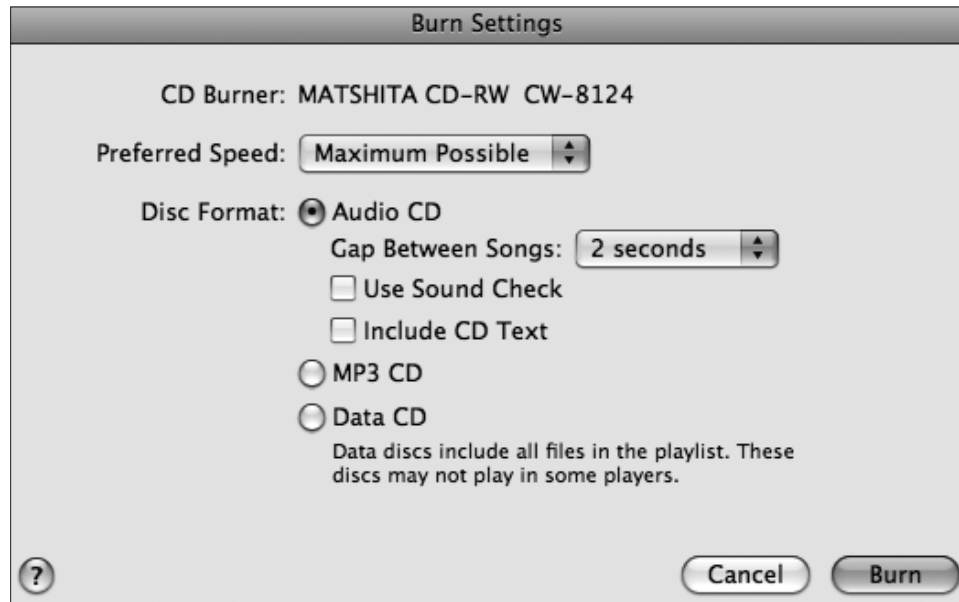 Burn Settings
CD Burner: MATSHITA CD-RW CW-8124
Preferred Speed: Maximum Possible
Disc Format: Audio CD
Gap Between Songs: 2 seconds
Use Sound Check
Include CD Text
MP3 CD
Data CD
Data discs include all files in the playlist. These
discs may not play in some players.
? Cancel Burn